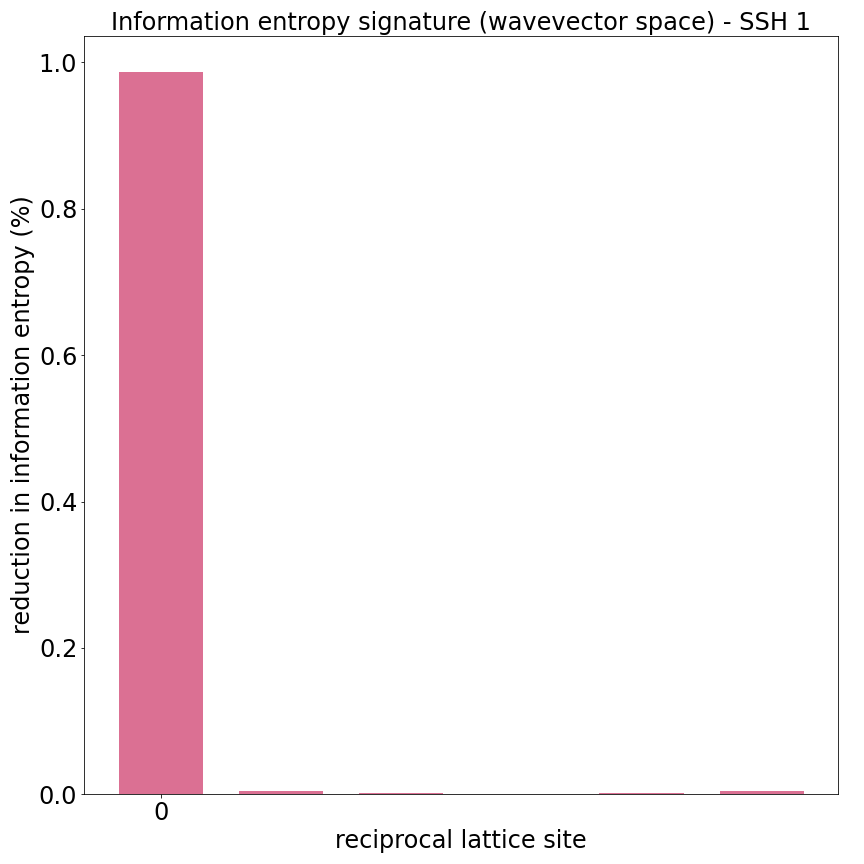 Information entropy signature (wavevector space) - SSH 1
reduction in information entropy (%)
1.0
0.8
0.6
0.4
0.2
0.0
0
reciprocal lattice site